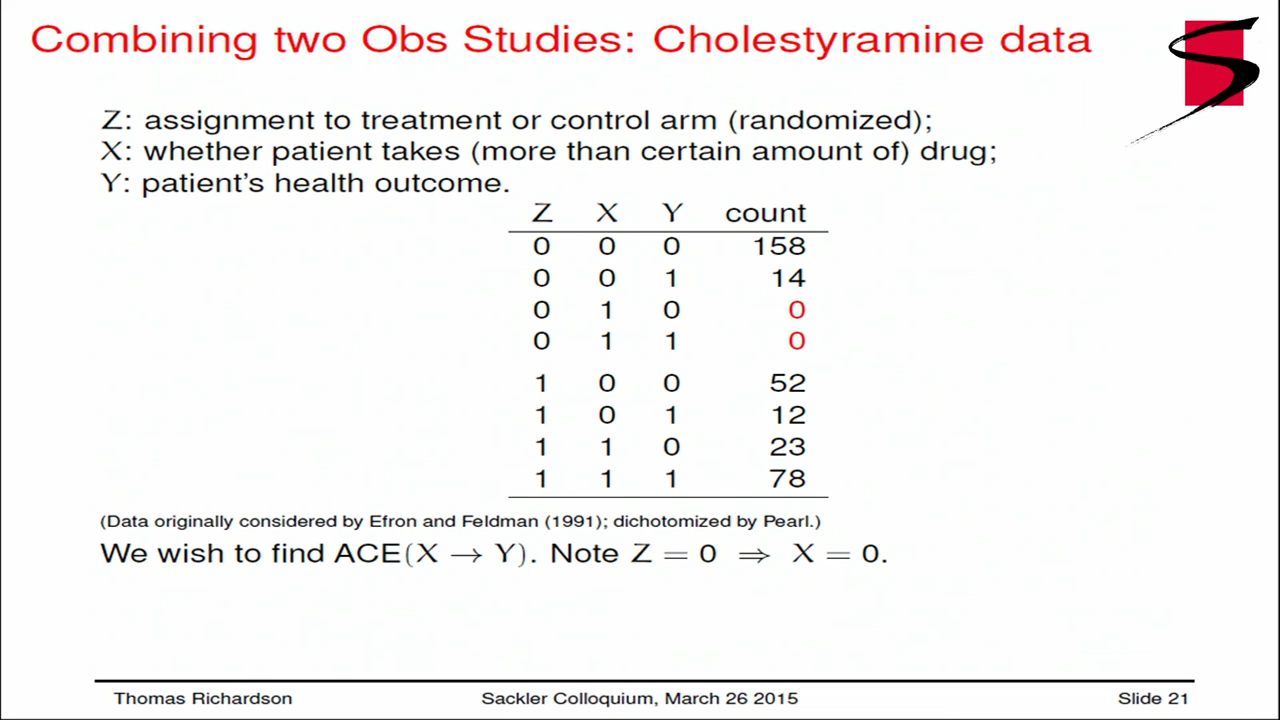 Combining two Obs Studies: Cholestyramine data
Z: assignment to treatment or control arm (randomized);
X: whether patient takes (more than certain amount of) drug;
Y: patient's health outcome.
Z X Y count
0 0 0 158
0 0 1 14
0 1 0 0
0 1 1 0
1 0 0 52
1 0 1 12
1 1 0 23
1 1 1 78
(Data originally considered by Efron and Feldman (1991); dichotomized by Pearl.)
We wish to find ACE(X → Y). Note Z = 0 ⇒ X = 0.
Thomas Richardson Sackler Colloquium, March 26 2015 Slide 21